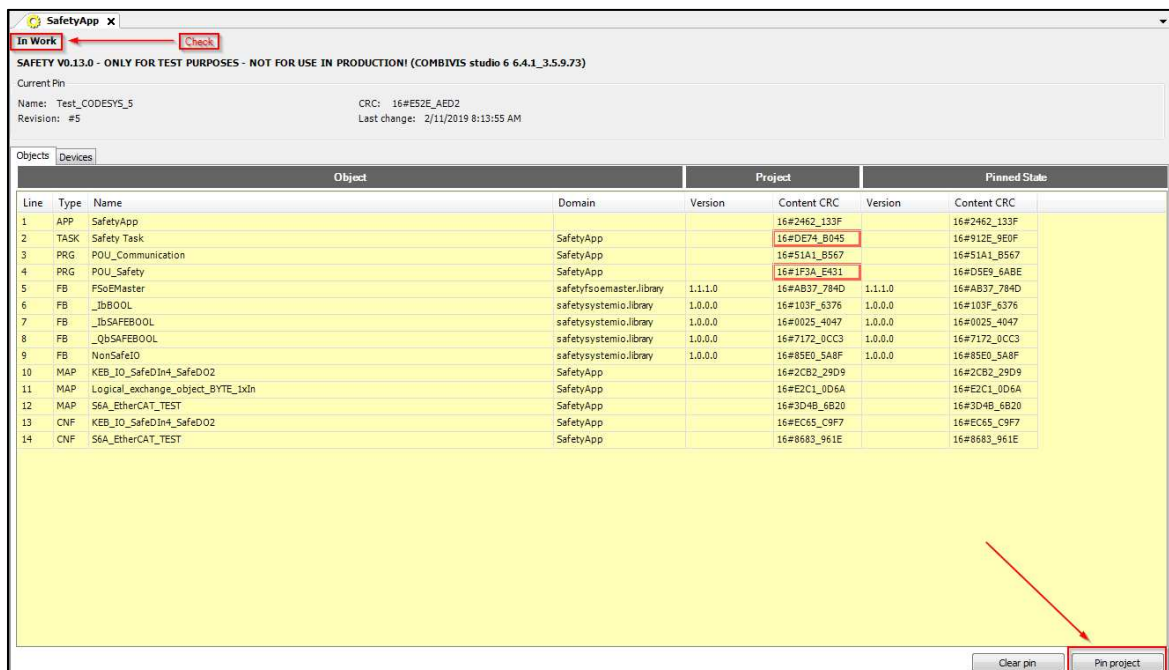 SafetyApp X
In Work Check
SAFETY V0.13.0 - ONLY FOR TEST PURPOSES - NOT FOR USE IN PRODUCTION! (COMBIVIS studio 6 6.4.1_3.5.9.73)
Current Pin
Name: Test_CODESYS_5 CRC: 16#E52E_AED2
Revision: #5 Last change: 2/11/2019 8:13:55 AM
Objects Devices
Object Project Pinned State
Line Type Name Domain Version Content CRC Version Content CRC
1 APP SafetyApp 16#2462_133F 16#2462_133F
2 TASK Safety Task SafetyApp 16#DE74_B045 16#912E_9E0F
3 PRG POU_Communication SafetyApp 16#51A1_B567 16#51A1_B567
4 PRG POU_Safety SafetyApp 16#1F3A_E431 16#D5E9_6ABE
5 FB FSoEMaster safetyfsoemaster.library 1.1.1.0 16#AB37_784D 1.1.1.0 16#AB37_784D
6 FB _IbBOOL safetysystemio.library 1.0.0.0 16#103F_6376 1.0.0.0 16#103F_6376
7 FB _IbSAFEBOOL safetysystemio.library 1.0.0.0 16#0025_4047 1.0.0.0 16#0025_4047
8 FB _QbSAFEBOOL safetysystemio.library 1.0.0.0 16#7172_0CC3 1.0.0.0 16#7172_0CC3
9 FB NonSafeIO safetysystemio.library 1.0.0.0 16#85E0_5A8F 1.0.0.0 16#85E0_5A8F
10 MAP KEB_IO_SafeDIn4_SafeDO2 SafetyApp 16#2CB2_29D9 16#2CB2_29D9
11 MAP Logical_exchange_object_BYTE_1xIn SafetyApp 16#E2C1_0D6A 16#E2C1_0D6A
12 MAP S6A_EtherCAT_TEST SafetyApp 16#3D4B_6B20 16#3D4B_6B20
13 CNF KEB_IO_SafeDIn4_SafeDO2 SafetyApp 16#EC65_C9F7 16#EC65_C9F7
14 CNF S6A_EtherCAT_TEST SafetyApp 16#8683_961E 16#8683_961E
Clear pin Pin project